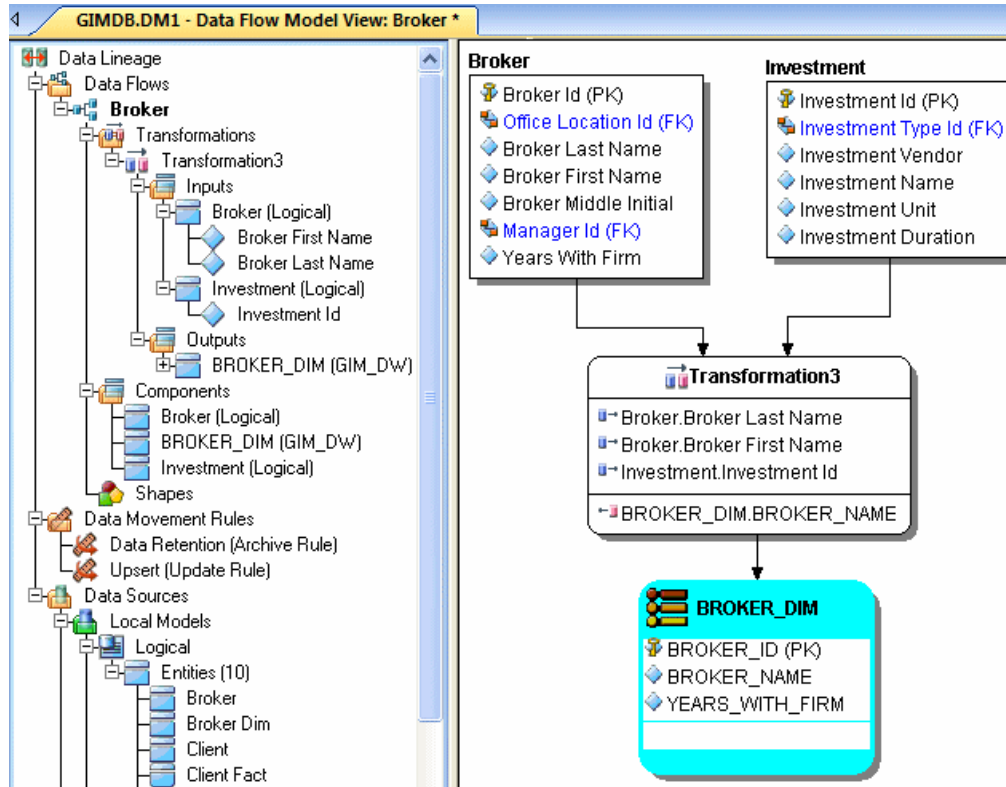 GIMDB.DM1 - Data Flow Model View: Broker *
Data Lineage
Data Flows
Broker
Transformations
Transformation3
Inputs
Broker (Logical)
Broker First Name
Broker Last Name
Investment (Logical)
Investment Id
Outputs
BROKER_DIM (GIM_DW)
Components
Broker (Logical)
BROKER_DIM (GIM_DW)
Investment (Logical)
Shapes
Data Movement Rules
Data Retention (Archive Rule)
Upsert (Update Rule)
Data Sources
Local Models
Logical
Entities (10)
Broker
Broker Dim
Client
Client Fact
Broker
Broker Id (PK)
Office Location Id (FK)
Broker Last Name
Broker First Name
Broker Middle Initial
Manager Id (FK)
Years With Firm
Investment
Investment Id (PK)
Investment Type Id (FK)
Investment Vendor
Investment Name
Investment Unit
Investment Duration
Transformation3
Broker.Broker Last Name
Broker.Broker First Name
Investment.Investment Id
BROKER_DIM.BROKER_NAME
BROKER_DIM
BROKER_ID (PK)
BROKER_NAME
YEARS_WITH_FIRM